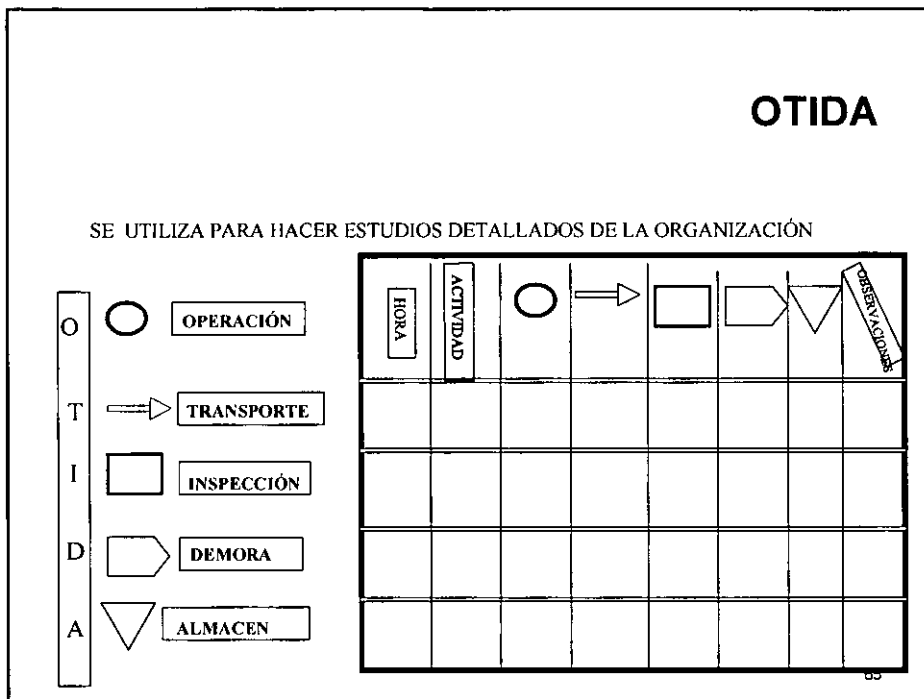 OTIDA
SE UTILIZA PARA HACER ESTUDIOS DETALLADOS DE LA ORGANIZACIÓN
O OPERACIÓN
T TRANSPORTE
I INSPECCIÓN
D DEMORA
A ALMACEN
HORA
ACTIVIDAD
OBSERVACIONES